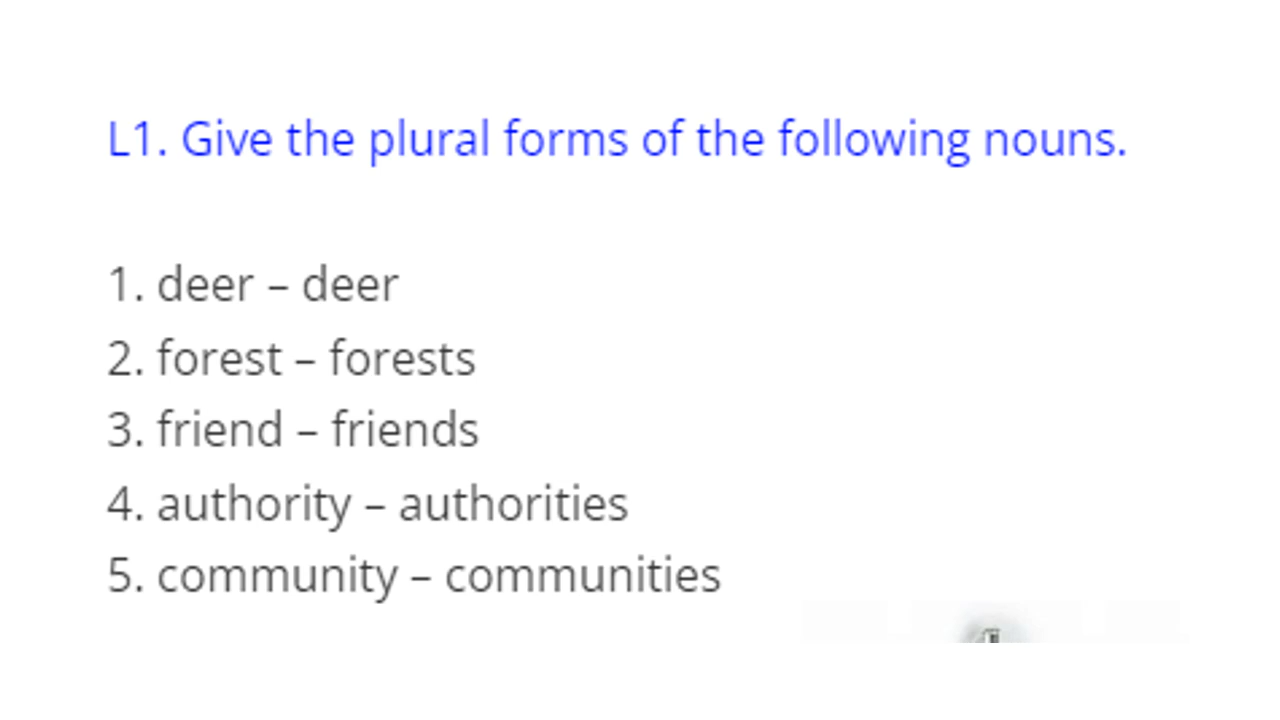 L1. Give the plural forms of the following nouns.
1. deer – deer
2. forest – forests
3. friend – friends
4. authority – authorities
5. community – communities